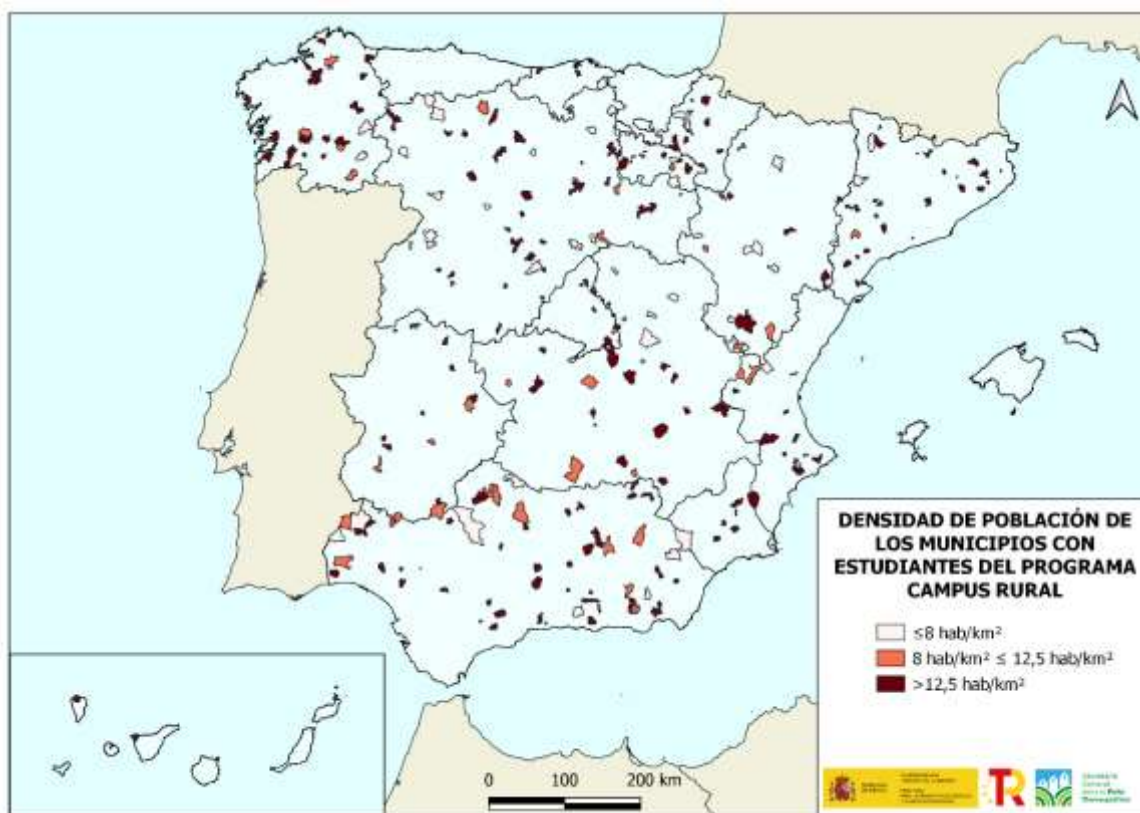 DENSIDAD DE POBLACIÓN DE
LOS MUNICIPIOS CON
ESTUDIANTES DEL PROGRAMA
CAMPUS RURAL
≤8 hab/km²
8 hab/km² ≤ 12,5 hab/km²
>12,5 hab/km²
0 100 200 km
TR